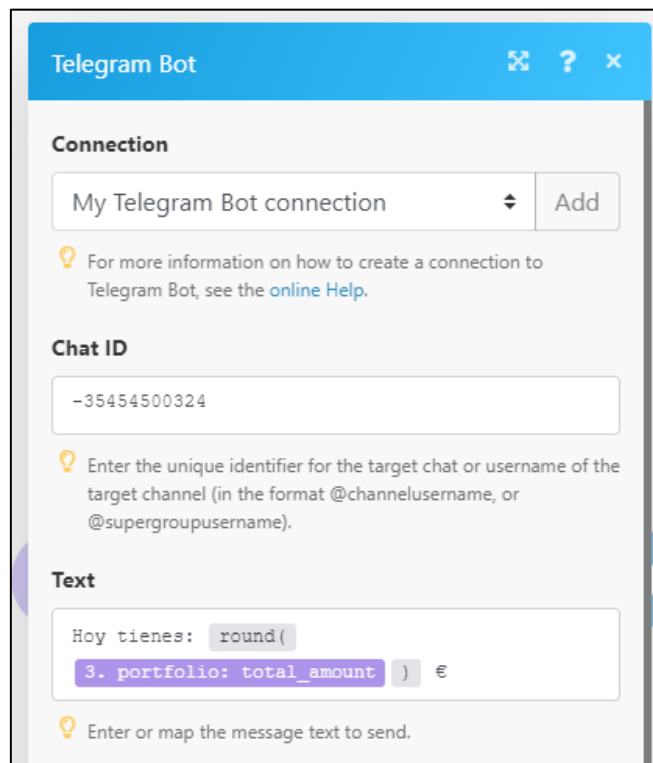 Telegram Bot
Connection
My Telegram Bot connection
Add
For more information on how to create a connection to
Telegram Bot, see the online Help.
Chat ID
-35454500324
Enter the unique identifier for the target chat or username of the
target channel (in the format @channelusername, or
@supergroupusername).
Text
Hoy tienes: round(
3. portfolio: total_amount ) €
Enter or map the message text to send.